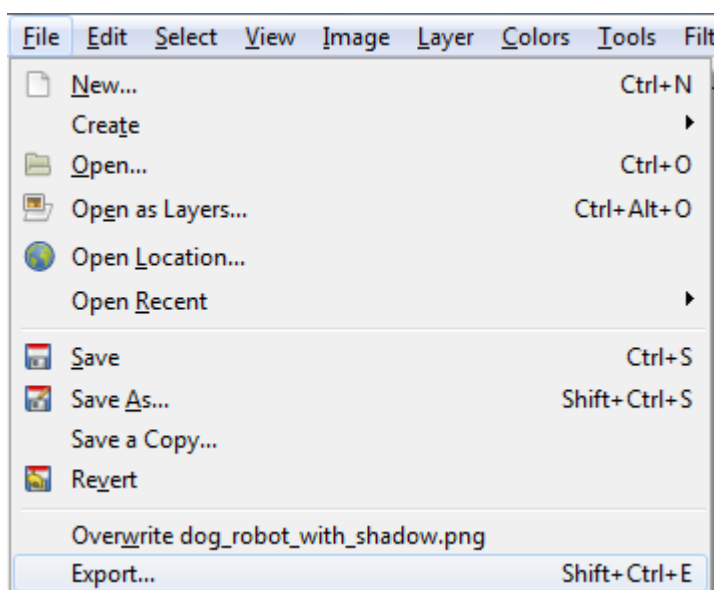 File Edit Select View Image Layer Colors Tools Filt
New... Ctrl+N
Create
Open... Ctrl+O
Open as Layers... Ctrl+Alt+O
Open Location...
Open Recent
Save Ctrl+S
Save As... Shift+Ctrl+S
Save a Copy...
Revert
Overwrite dog_robot_with_shadow.png
Export... Shift+Ctrl+E